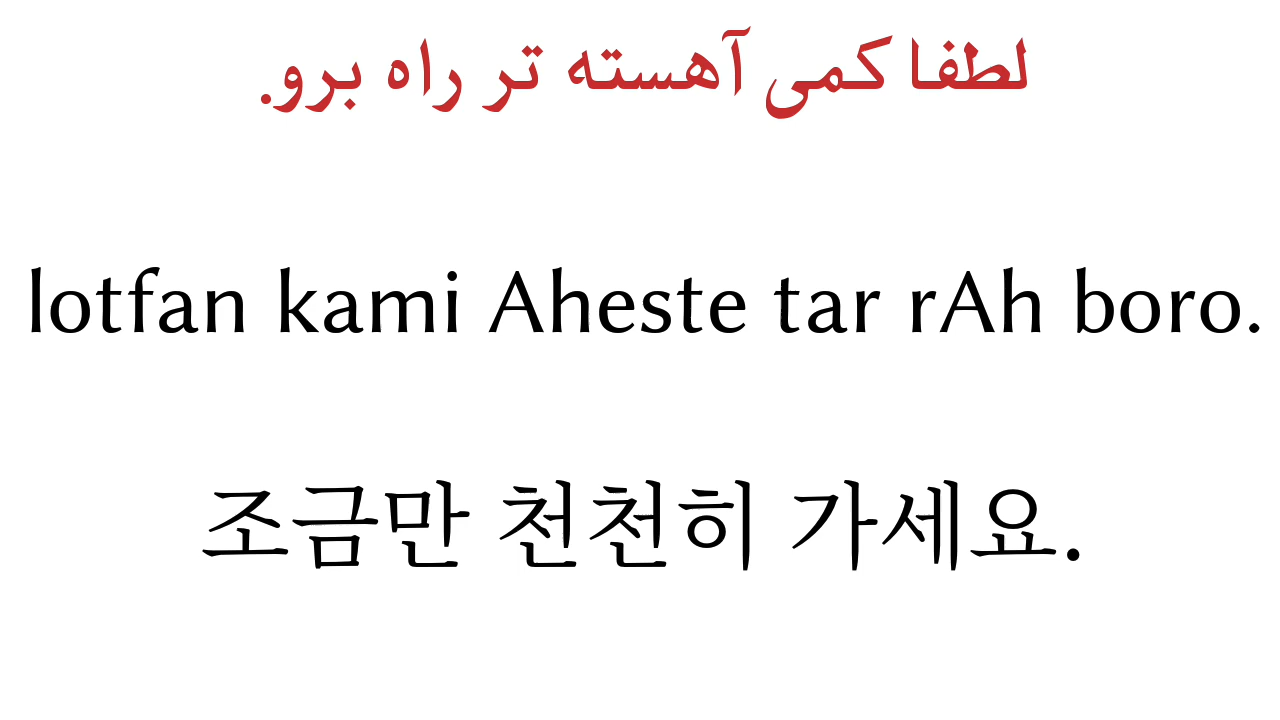 لطفا کمی آهسته تر راه برو.
lotfan kami Aheste tar rAh boro.
조금만 천천히 가세요.